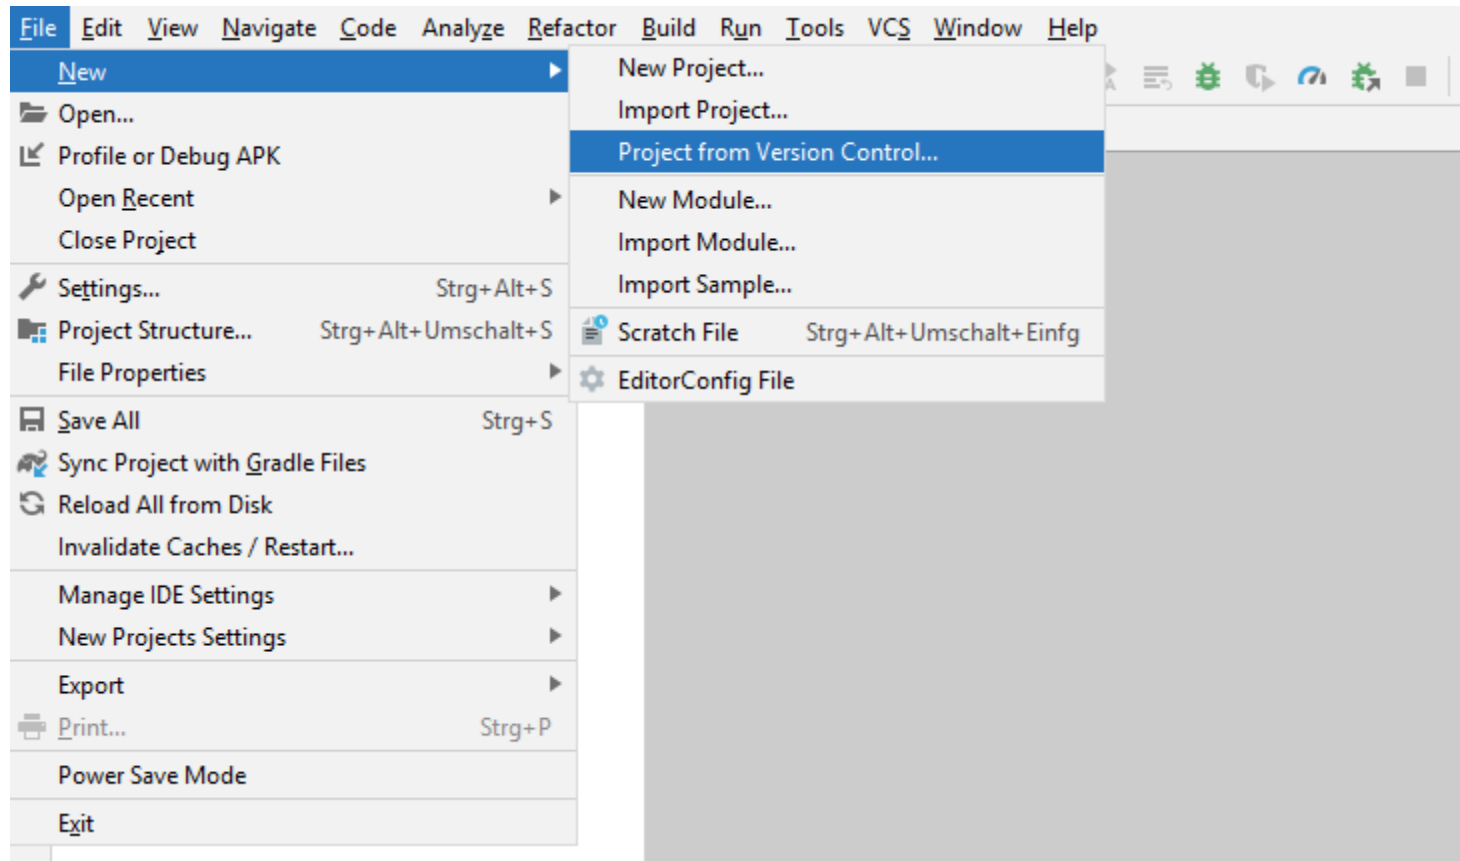 File Edit View Navigate Code Analyze Refactor Build Run Tools VCS Window Help
New
Open...
Profile or Debug APK
Open Recent
Close Project
Settings... Strg+Alt+S
Project Structure... Strg+Alt+Umschalt+S
File Properties
Save All Strg+S
Sync Project with Gradle Files
Reload All from Disk
Invalidate Caches / Restart...
Manage IDE Settings
New Projects Settings
Export
Print... Strg+P
Power Save Mode
Exit
New Project...
Import Project...
Project from Version Control...
New Module...
Import Module...
Import Sample...
Scratch File Strg+Alt+Umschalt+Einfg
EditorConfig File